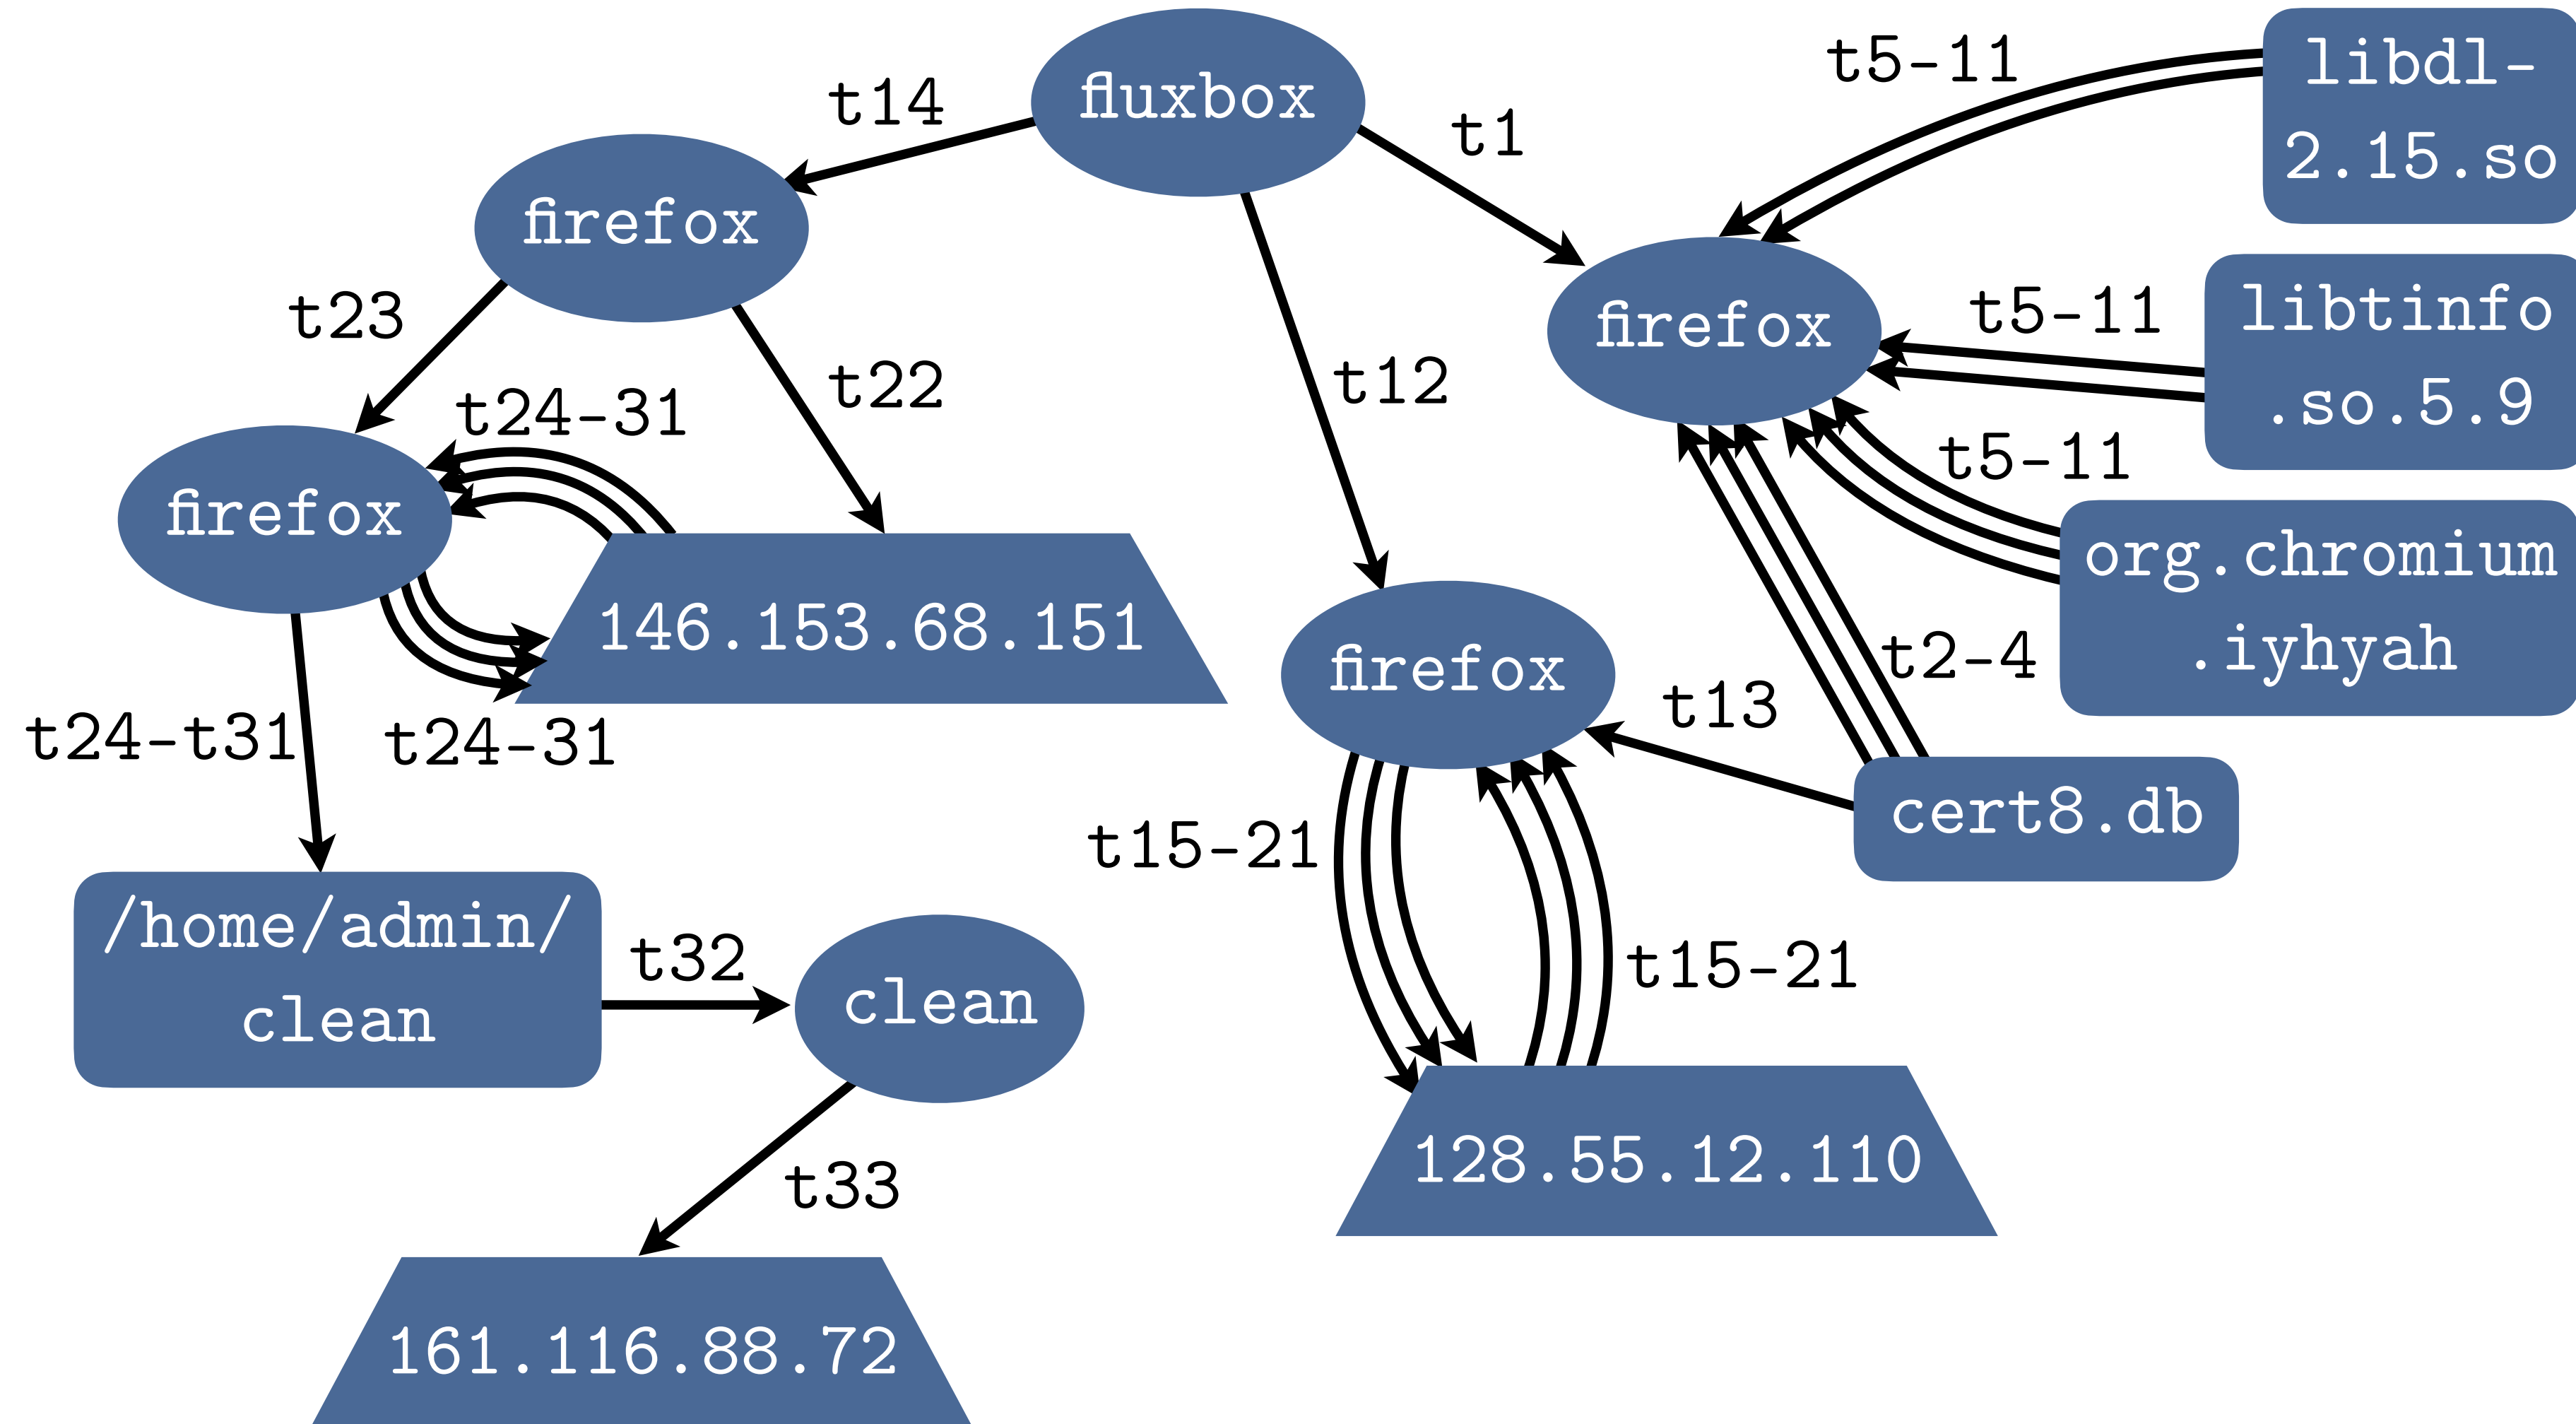 t5-11
libdl-
2.15.so
fluxbox
t14
t1
firefox
t23
t22
t12
firefox
t5-11
libtinfo
.so.5.9
t24-31
t5-11
firefox
org.chromium
.iyhyah
146.153.68.151
firefox
t2-4
t13
t24-t31
t24-31
cert8.db
t15-21
/home/admin/
clean
t32
clean
t15-21
t33
128.55.12.110
161.116.88.72